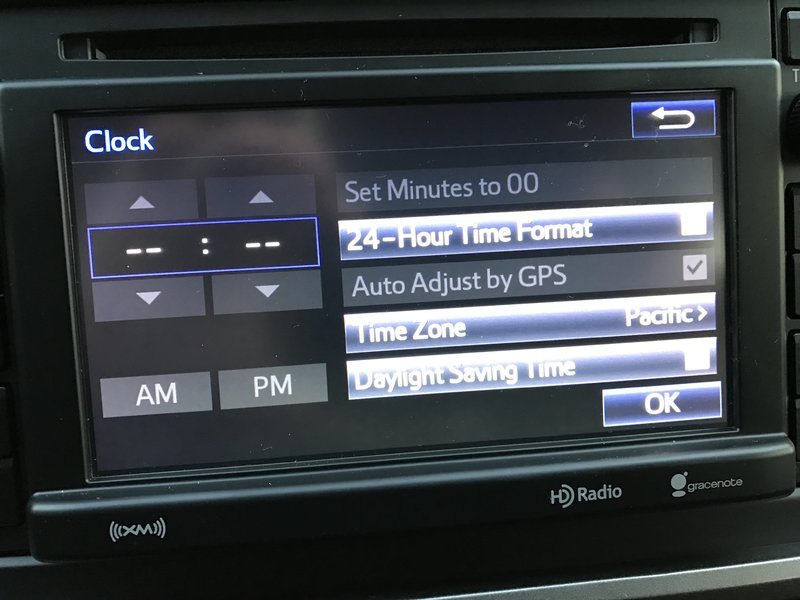 Clock
Set Minutes to 00
-- : --
24-Hour Time Format
Auto Adjust by GPS
Time Zone Pacific >
Daylight Saving Time
AM PM
OK
HD Radio
gracenote
((XM))
T